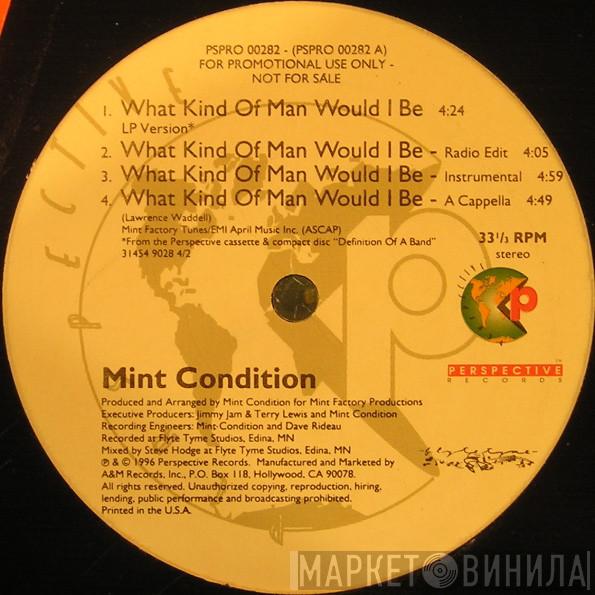 PSPRO 00282 - (PSPRO 00282 A)
FOR PROMOTIONAL USE ONLY -
NOT FOR SALE
1. What Kind Of Man Would I Be 4:24
LP Version*
2. What Kind Of Man Would I Be - Radio Edit 4:05
3. What Kind Of Man Would I Be - Instrumental 4:59
4. What Kind Of Man Would I Be - A Cappella 4:49
(Lawrence Waddell)
Mint Factory Tunes/EMI April Music Inc. (ASCAP)
*From the Perspective cassette & compact disc "Definition Of A Band"
31454 9028 4/2
33 1/3 RPM
stereo
PERSPECTIVE
p
p
PERSPECTIVE
RECORDS
TM
Mint Condition
Produced and Arranged by Mint Condition for Mint Factory Productions
Executive Producers: Jimmy Jam & Terry Lewis and Mint Condition
Recording Engineers: Mint Condition and Dave Rideau
Recorded at Flyte Tyme Studios, Edina, MN
Mixed by Steve Hodge at Flyte Tyme Studios, Edina, MN
℗ & © 1996 Perspective Records. Manufactured and Marketed by
A&M Records, Inc., P.O. Box 118, Hollywood, CA 90078.
All rights reserved. Unauthorized copying, reproduction, hiring,
lending, public performance and broadcasting prohibited.
Printed in the U.S.A.
МАРКЕТ ВИНИЛА